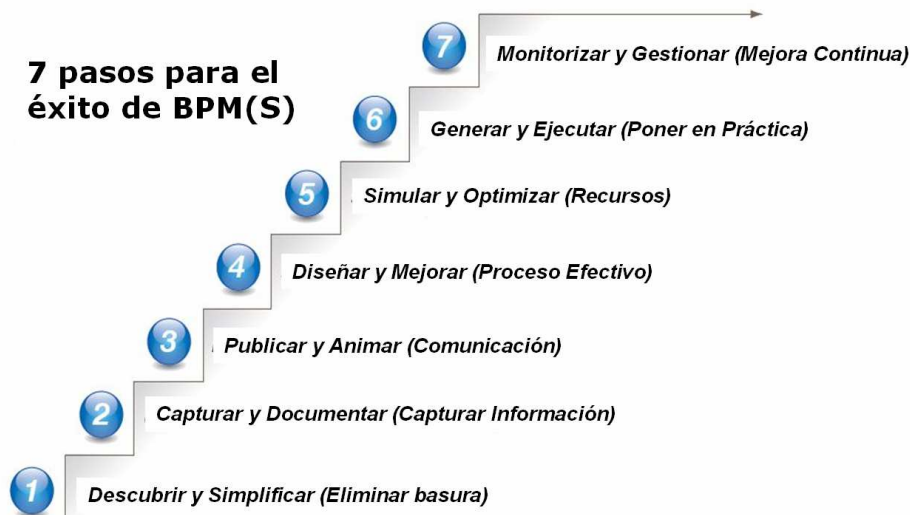 7 pasos para el
éxito de BPM(S)
7
Monitorizar y Gestionar (Mejora Continua)
6
Generar y Ejecutar (Poner en Práctica)
5
Simular y Optimizar (Recursos)
4
Diseñar y Mejorar (Proceso Efectivo)
3
Publicar y Animar (Comunicación)
2
Capturar y Documentar (Capturar Información)
1
Descubrir y Simplificar (Eliminar basura)